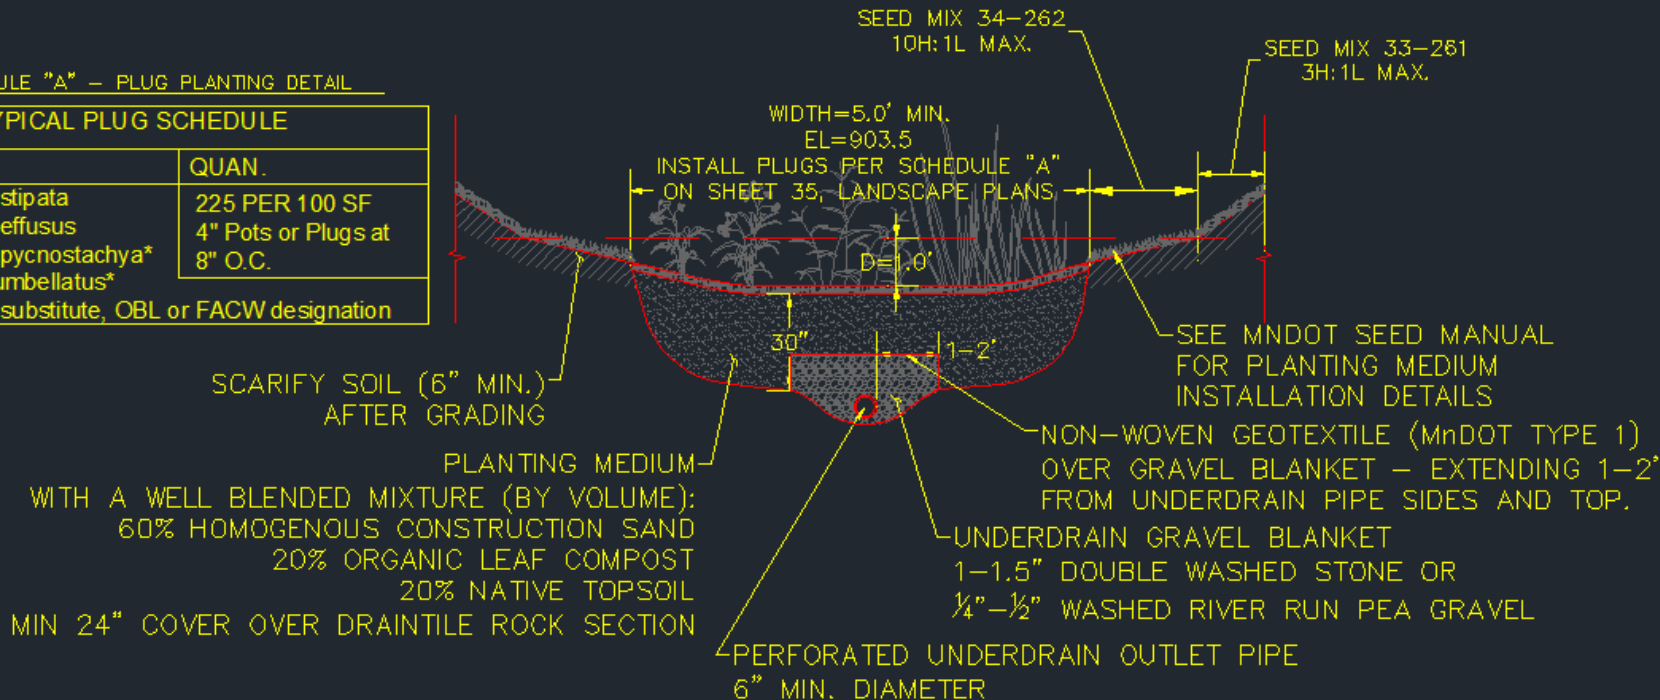 SEED MIX 34-262
10H:1L MAX.
SEED MIX 33-261
3H:1L MAX.
"A" - PLUG PLANTING DETAIL
PLUG SCHEDULE
QUAN.
stipata
effusus
pycnostachya*
umbellatus*
substitute, OBL or FACW designation
225 PER 100 SF
4" Pots or Plugs at
8" O.C.
WIDTH=5.0' MIN.
EL=903.5
INSTALL PLUGS PER SCHEDULE "A"
ON SHEET 35, LANDSCAPE PLANS
D=1.0'
30"
1-2'
SCARIFY SOIL (6" MIN.)
AFTER GRADING
SEE MNDOT SEED MANUAL
FOR PLANTING MEDIUM
INSTALLATION DETAILS
NON-WOVEN GEOTEXTILE (MnDOT TYPE 1)
OVER GRAVEL BLANKET - EXTENDING 1-2'
FROM UNDERDRAIN PIPE SIDES AND TOP.
PLANTING MEDIUM
WITH A WELL BLENDED MIXTURE (BY VOLUME):
60% HOMOGENOUS CONSTRUCTION SAND
20% ORGANIC LEAF COMPOST
20% NATIVE TOPSOIL
MIN 24" COVER OVER DRAINTILE ROCK SECTION
UNDERDRAIN GRAVEL BLANKET
1-1.5" DOUBLE WASHED STONE OR
¼"-½" WASHED RIVER RUN PEA GRAVEL
PERFORATED UNDERDRAIN OUTLET PIPE
6" MIN. DIAMETER